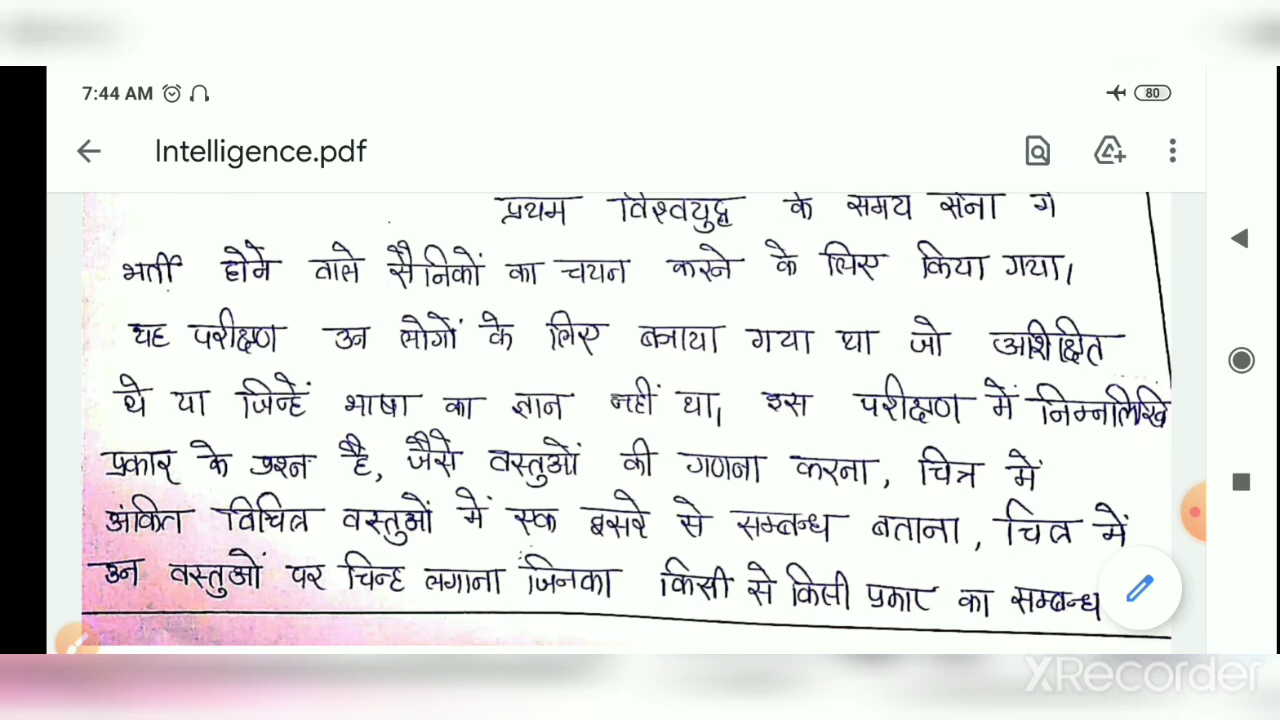 7:44 AM
80
Intelligence.pdf
प्रथम विश्वयुद्ध के समय सेना में
भर्ती होने वाले सैनिकों का चयन करने के लिए किया गया।
यह परीक्षण उन लोगों के लिए बनाया गया था जो अशिक्षित
थे या जिन्हें भाषा का ज्ञान नहीं था। इस परीक्षण में निम्नलिखि
प्रकार के प्रश्न है, जैसे वस्तुओं की गणना करना, चित्र में
अंकित विचित्र वस्तुओं में एक दूसरे से सम्बन्ध बताना, चित्र में
उन वस्तुओं पर चिन्ह लगाना जिनका किसी से किसी प्रकार का सम्बन्ध
XRecorder